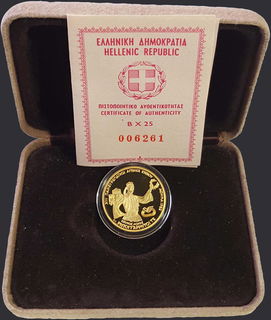 ΕΛΛΗΝΙΚΗ ΔΗΜΟΚΡΑΤΙΑ
HELLENIC REPUBLIC
ΠΙΣΤΟΠΟΙΗΤΙΚΟ ΑΥΘΕΝΤΙΚΟΤΗΤΑΣ
CERTIFICATE OF AUTHENTICITY
B X 25
006261